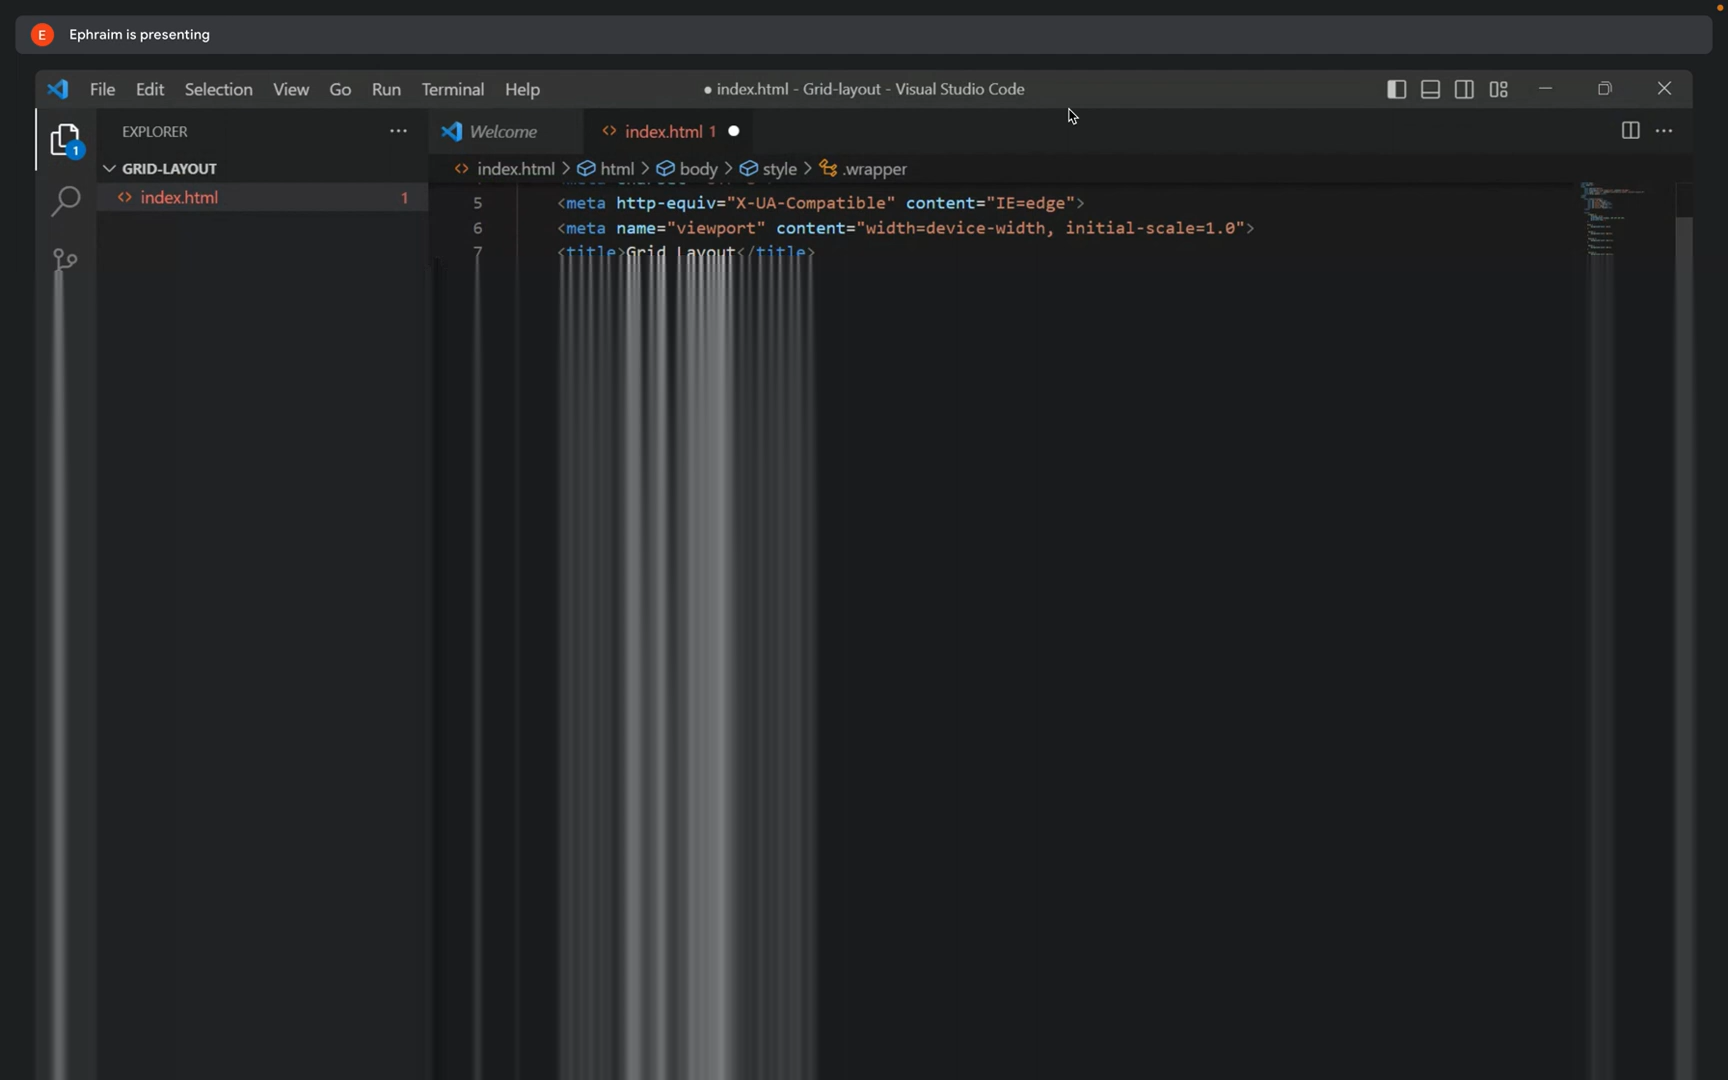 E Ephraim is presenting
File Edit Selection View Go Run Terminal Help ● index.html - Grid-layout - Visual Studio Code
EXPLORER ··· Welcome <> index.html 1 ● ···
GRID-LAYOUT <> index.html > html > body > style > .wrapper
<> index.html 1
1
5 <meta http-equiv="X-UA-Compatible" content="IE=edge">
6 <meta name="viewport" content="width=device-width, initial-scale=1.0">
7 <title>Grid Layout</title>